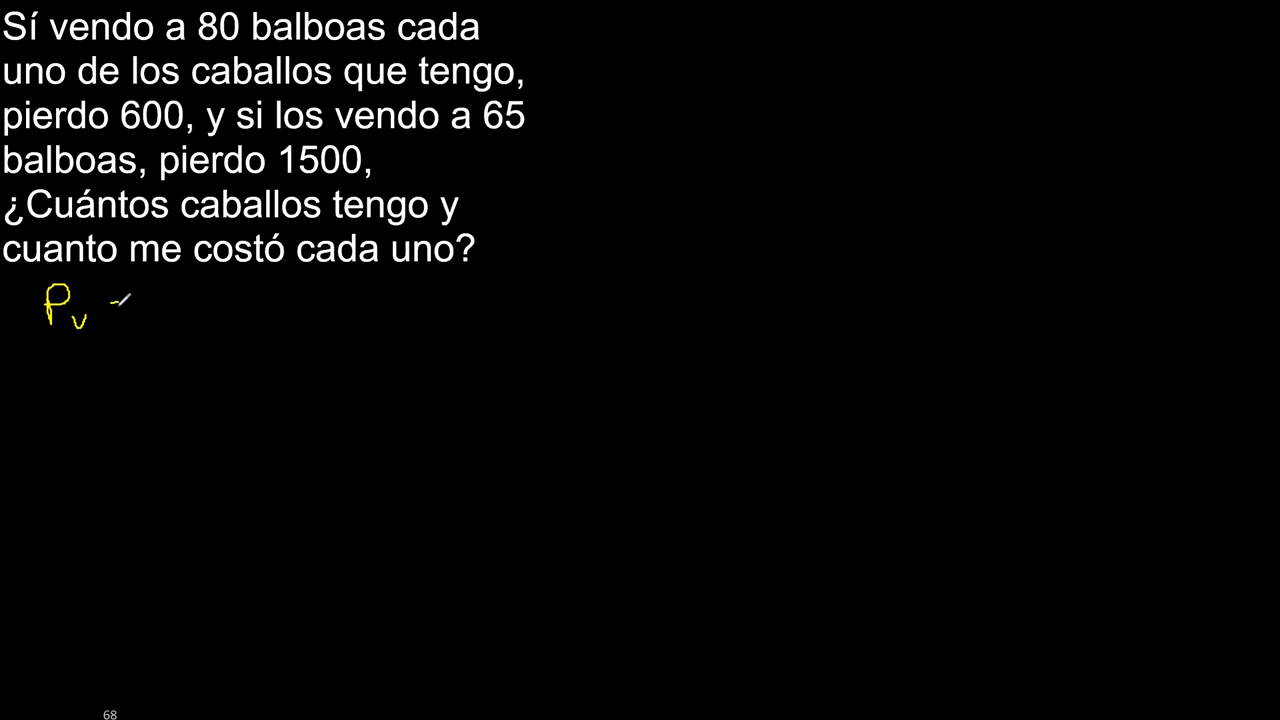 Sí vendo a 80 balboas cada
uno de los caballos que tengo,
pierdo 600, y si los vendo a 65
balboas, pierdo 1500,
¿Cuántos caballos tengo y
cuanto me costó cada uno?
Pv -
68